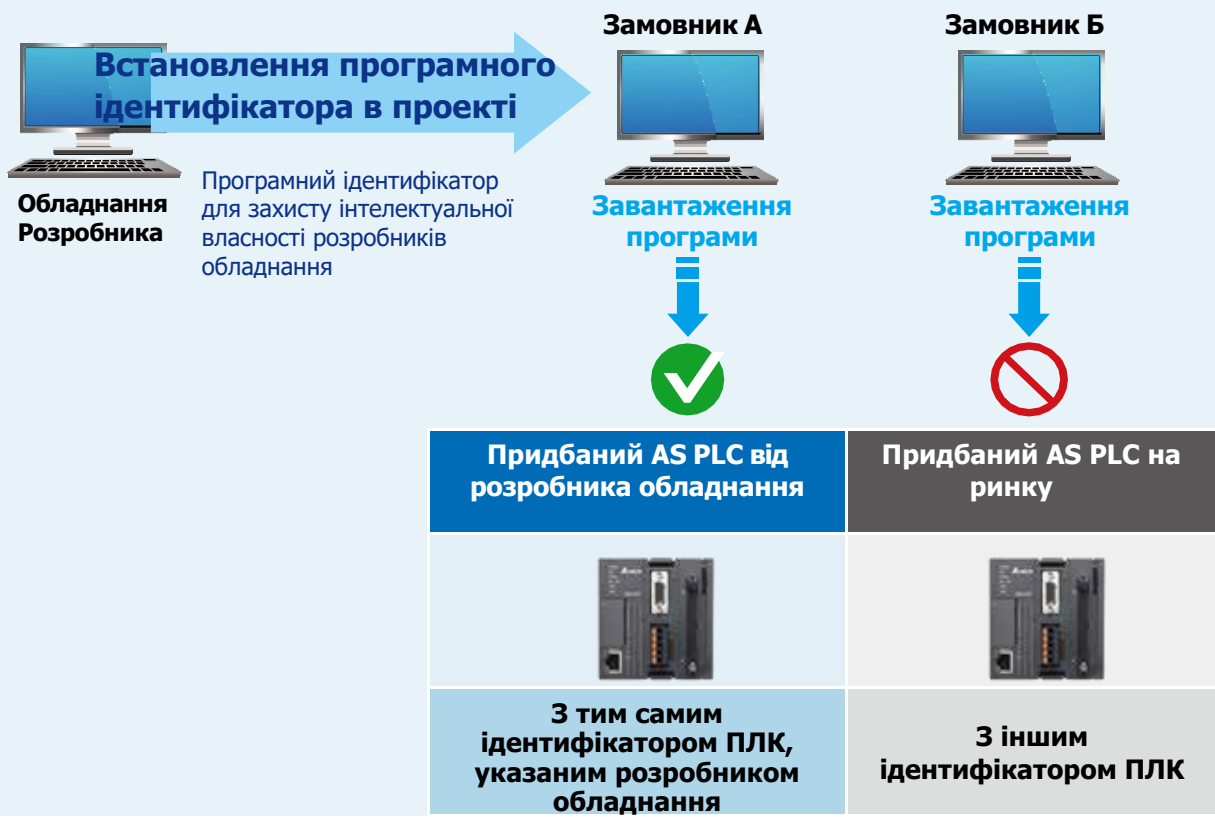 Замовник А
Замовник Б
Встановлення програмного
ідентифікатора в проекті
Обладнання
Розробника
Програмний ідентифікатор
для захисту інтелектуальної
власності розробників
обладнання
Завантаження
програми
Завантаження
програми
Придбаний AS PLC від
розробника обладнання
Придбаний AS PLC на
ринку
З тим самим
ідентифікатором ПЛК,
указаним розробником
обладнання
З іншим
ідентифікатором ПЛК